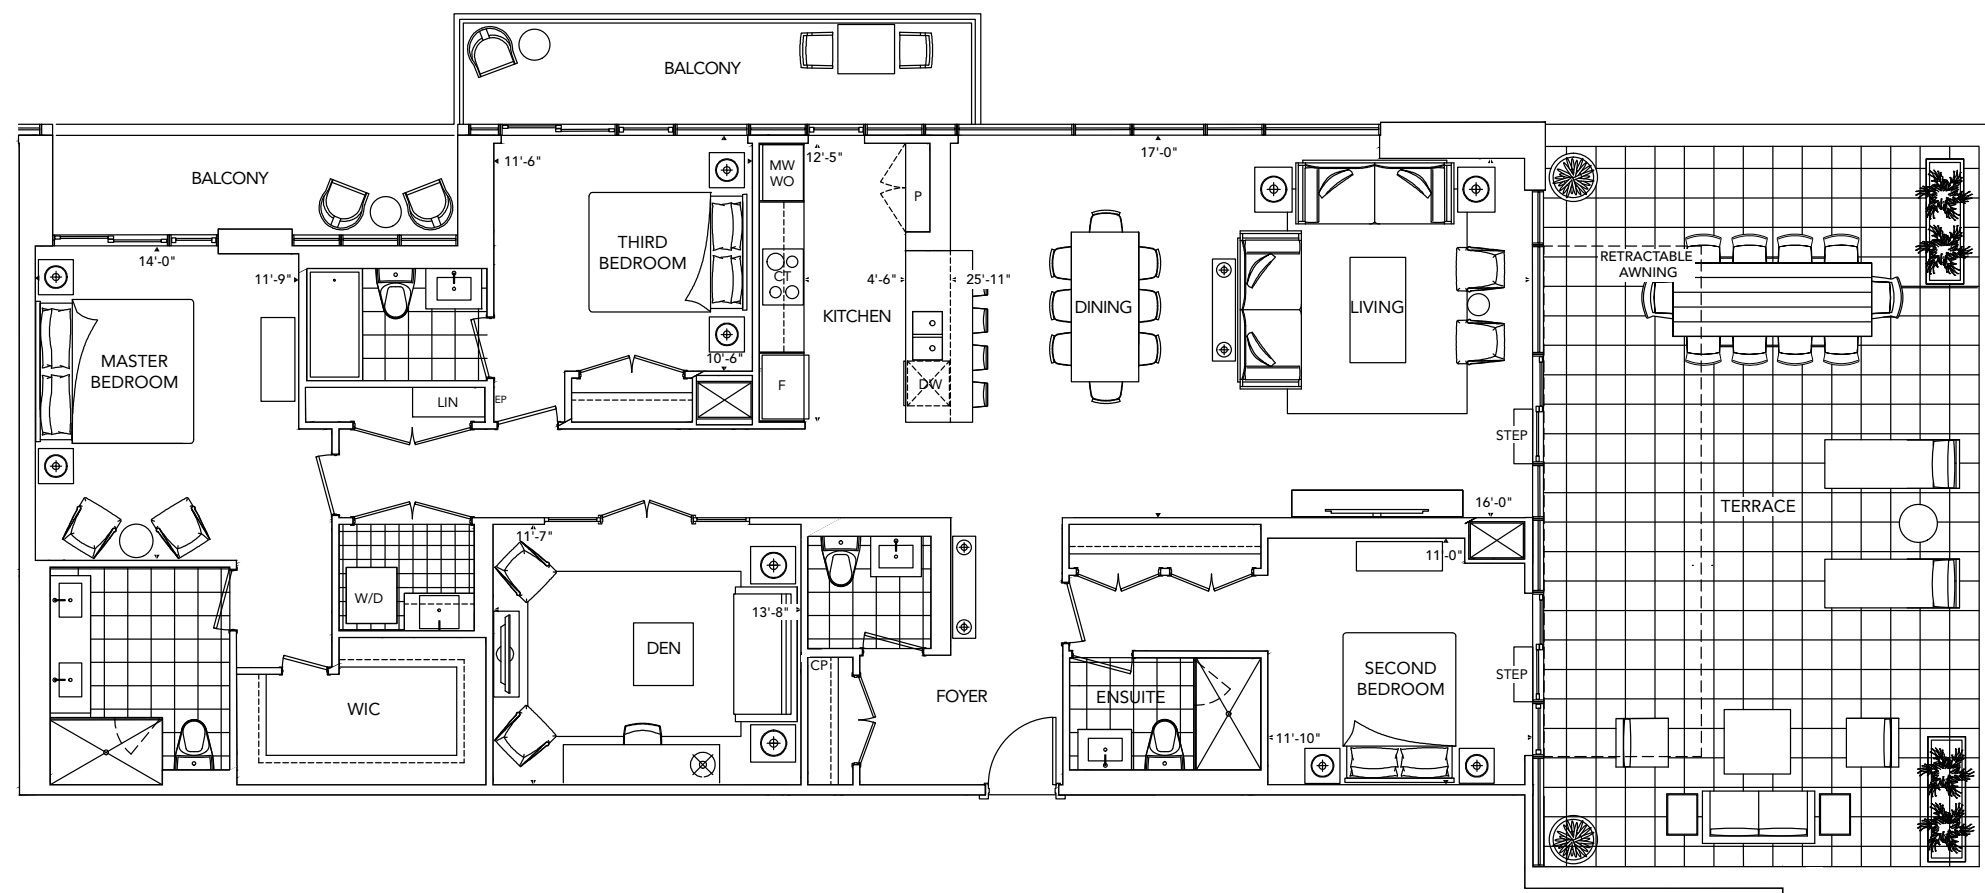 BALCONY
BALCONY
11'-6"
MW
WO
12'-5"
P
17'-0"
THIRD
BEDROOM
CT
14'-0"
11'-9"
4'-6"
25'-11"
KITCHEN
DINING
LIVING
RETRACTABLE
AWNING
MASTER
BEDROOM
10'-6"
F
DW
LIN
EP
STEP
16'-0"
TERRACE
11'-7"
11'-0"
W/D
13'-8"
DEN
CP
FOYER
ENSUITE
SECOND
BEDROOM
STEP
WIC
11'-10"